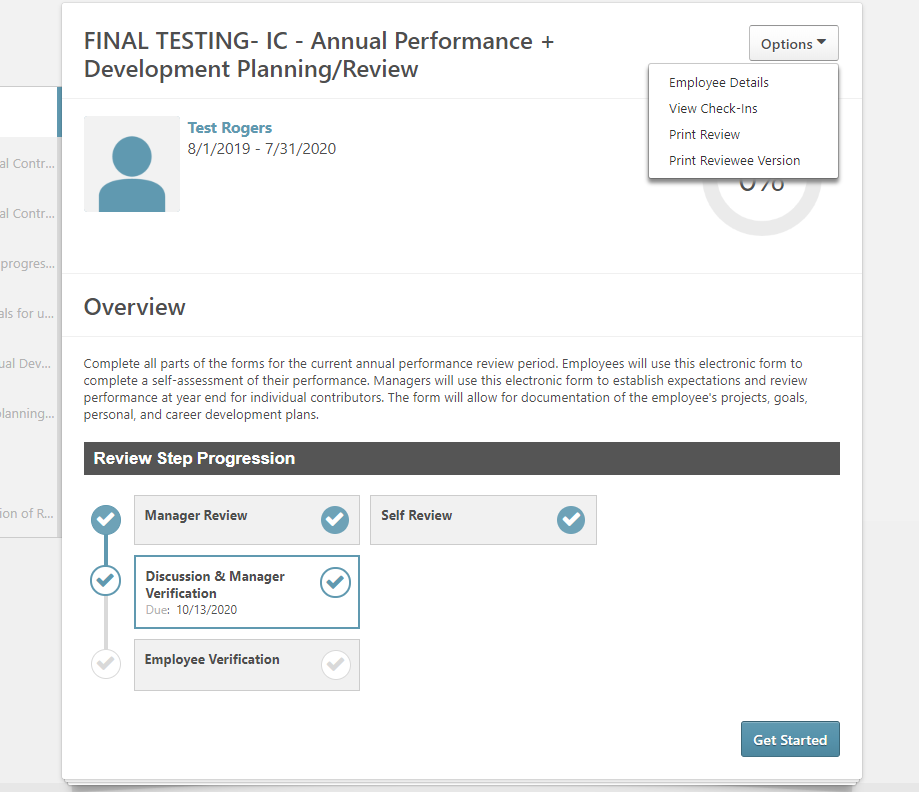 FINAL TESTING- IC - Annual Performance +
Development Planning/Review
Options
Employee Details
View Check-Ins
Print Review
Print Reviewee Version
Test Rogers
8/1/2019 - 7/31/2020
0%
al Contr...
al Contr...
progres...
als for u...
ual Dev...
planning...
ion of R...
Overview
Complete all parts of the forms for the current annual performance review period. Employees will use this electronic form to
complete a self-assessment of their performance. Managers will use this electronic form to establish expectations and review
performance at year end for individual contributors. The form will allow for documentation of the employee's projects, goals,
personal, and career development plans.
Review Step Progression
Manager Review
Self Review
Discussion & Manager
Verification
Due: 10/13/2020
Employee Verification
Get Started